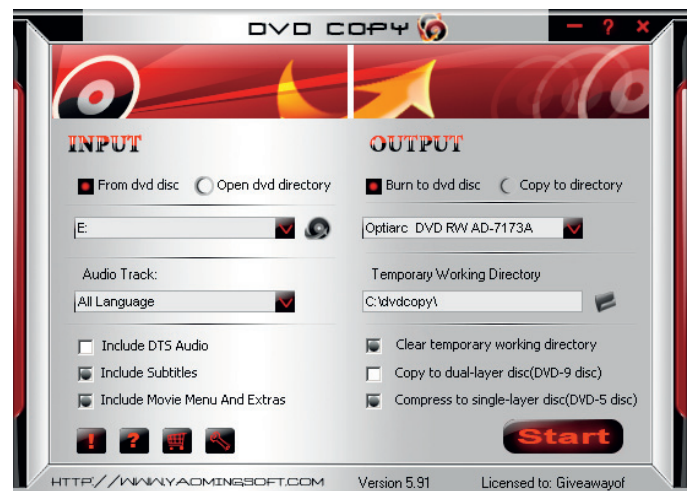 DVD COPY
INPUT
OUTPUT
From dvd disc
Open dvd directory
Burn to dvd disc
Copy to directory
E:
Optiarc DVD RW AD-7173A
Audio Track:
Temporary Working Directory
All Language
C:\dvdcopy\
Include DTS Audio
Clear temporary working directory
Include Subtitles
Copy to dual-layer disc(DVD-9 disc)
Include Movie Menu And Extras
Compress to single-layer disc(DVD-5 disc)
! ?
Start
HTTP://WWW.YAOMINGSOFT.COM
Version 5.91
Licensed to: Giveawayof